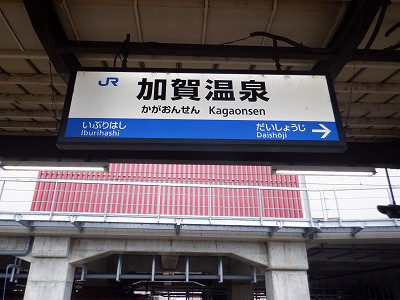 JR 加賀温泉
かがおんせん Kagaonsen
いぶりはし だいしょうじ
Iburihashi Daishoji